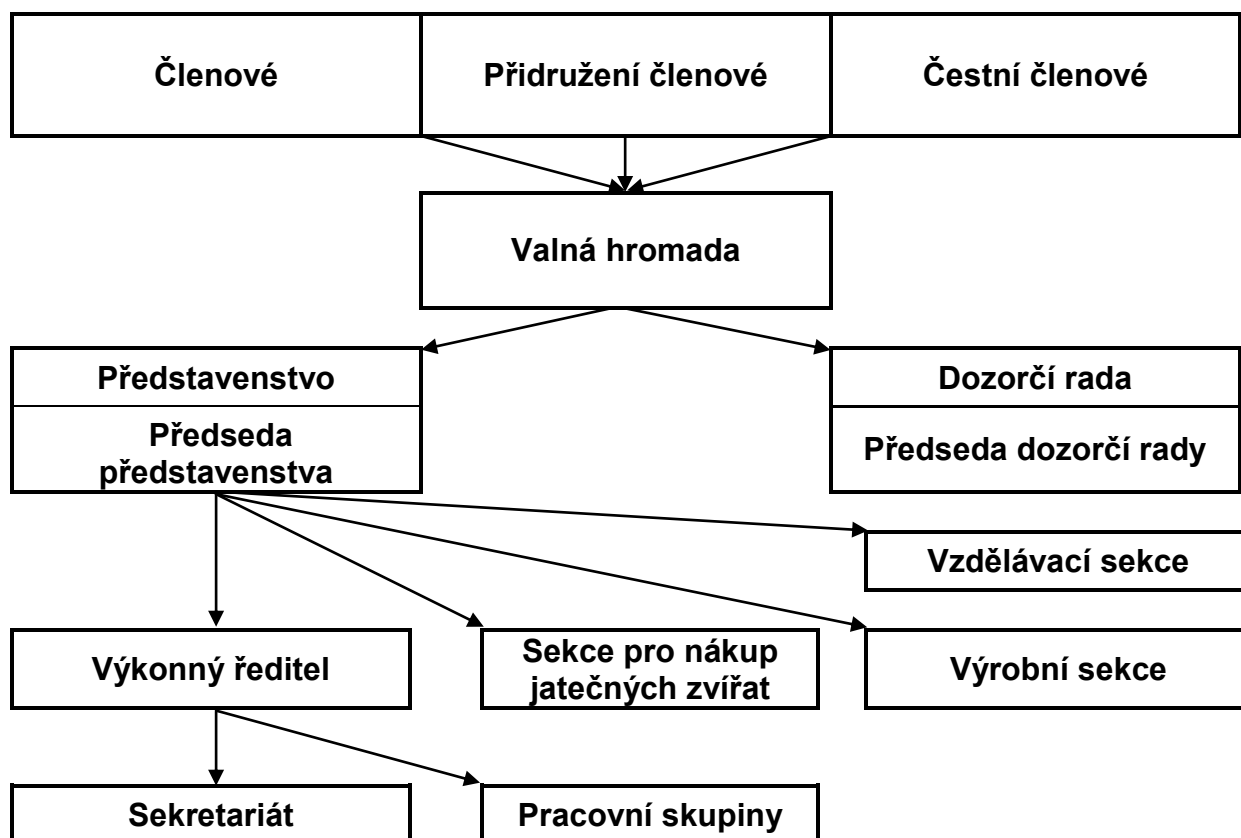 Členové
Přidružení členové
Čestní členové
Valná hromada
Představenstvo
Předseda
představenstva
Dozorčí rada
Předseda dozorčí rady
Vzdělávací sekce
Výkonný ředitel
Sekce pro nákup
jatečných zvířat
Výrobní sekce
Sekretariát
Pracovní skupiny